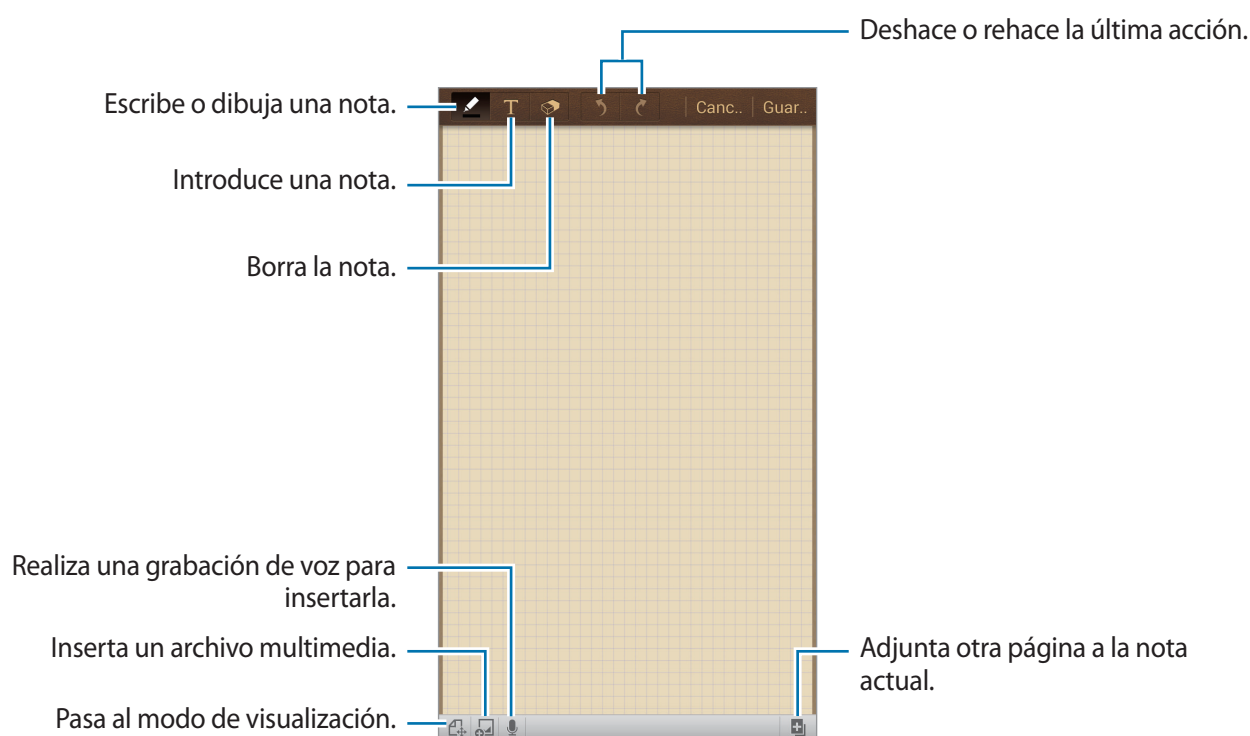 Deshace o rehace la última acción.
Escribe o dibuja una nota.
T
Canc..
Guar..
Introduce una nota.
Borra la nota.
Realiza una grabación de voz para
insertarla.
Inserta un archivo multimedia.
Adjunta otra página a la nota
actual.
Pasa al modo de visualización.